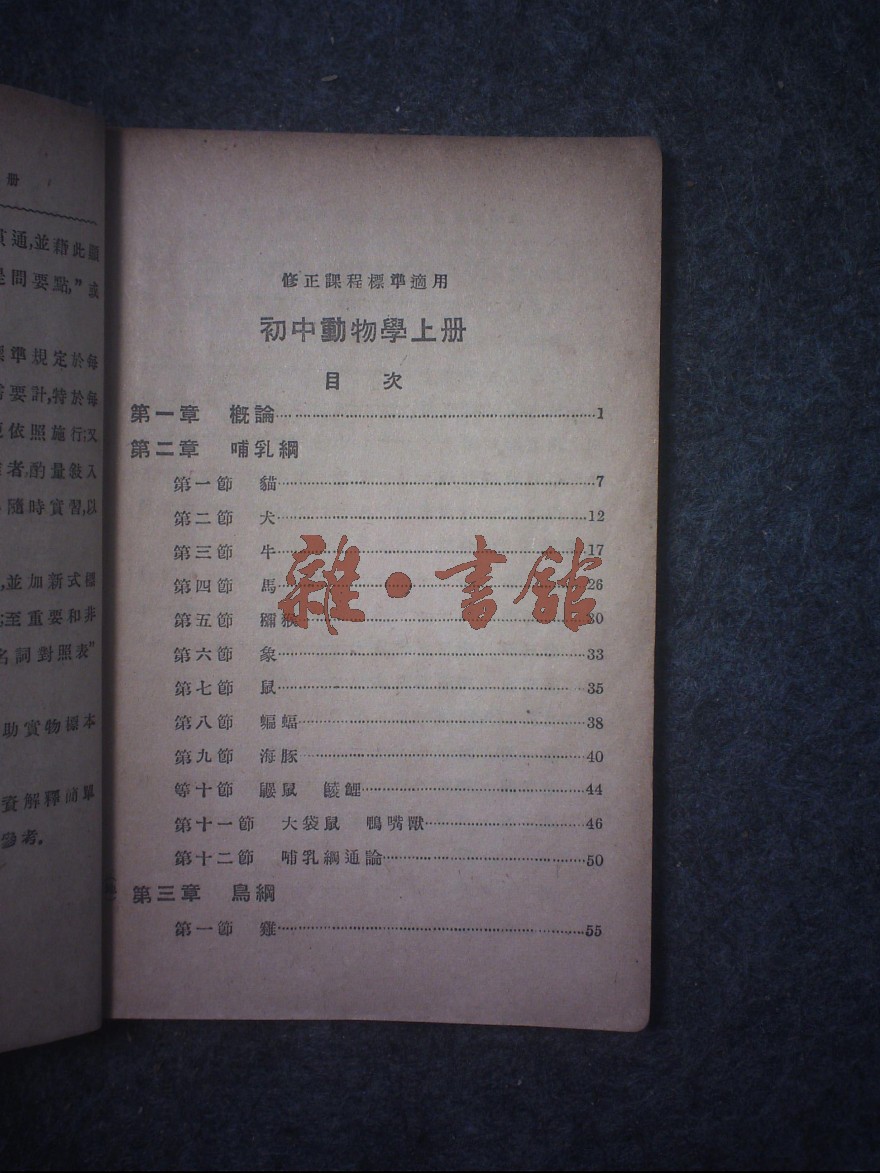 册
通,並藉此類
問要點,”或
準規定於每
要計,特於每
依照施行;又
者,酌量敎入
隨時實習,以
,並加新式標
至重要和非
名詞對照表”
助實物標本
資解釋簡單
參考.
修正課程標準適用
初中動物學上册
目 次
第一章 概論 1
第二章 哺乳綱
第一節 貓 7
第二節 犬 12
第三節 牛 17
第四節 馬 26
第五節 獼猴 30
第六節 象 33
第七節 鼠 35
第八節 蝙蝠 38
第九節 海豚 40
第十節 鼴鼠 鯪鯉 44
第十一節 大袋鼠 鴨嘴獸 46
第十二節 哺乳綱通論 50
第三章 鳥綱
第一節 雞 55
雜·書館